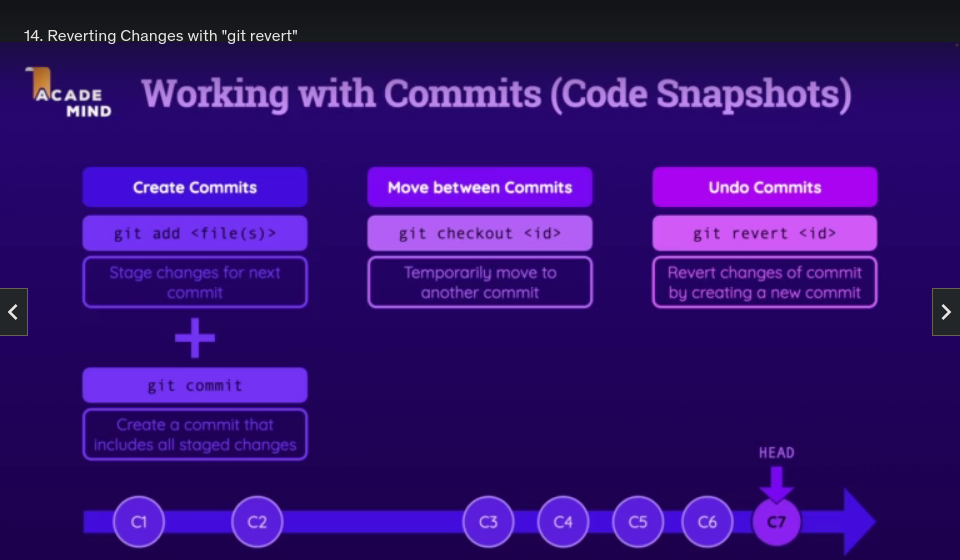 14. Reverting Changes with "git revert"
ACADE
MIND
Working with Commits (Code Snapshots)
Create Commits
git add <file(s)>
Stage changes for next
commit
git commit
Create a commit that
includes all staged changes
Move between Commits
git checkout <id>
Temporarily move to
another commit
Undo Commits
git revert <id>
Revert changes of commit
by creating a new commit
HEAD
C1 C2 C3 C4 C5 C6 C7